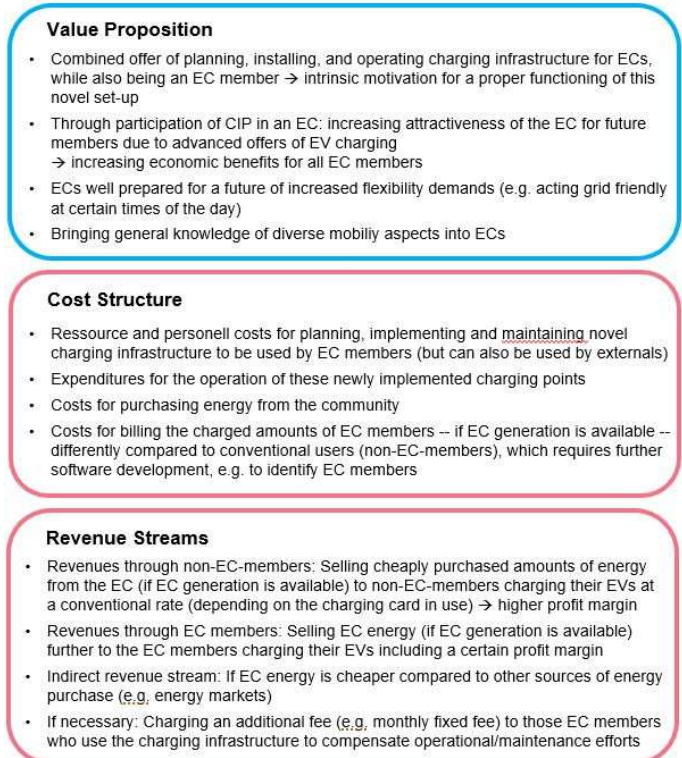 Value Proposition
• Combined offer of planning, installing, and operating charging infrastructure for ECs,
while also being an EC member → intrinsic motivation for a proper functioning of this
novel set-up
• Through participation of CIP in an EC: increasing attractiveness of the EC for future
members due to advanced offers of EV charging
→ increasing economic benefits for all EC members
• ECs well prepared for a future of increased flexibility demands (e.g. acting grid friendly
at certain times of the day)
• Bringing general knowledge of diverse mobiliy aspects into ECs
Cost Structure
• Ressource and personell costs for planning, implementing and maintaining novel
charging infrastructure to be used by EC members (but can also be used by externals)
• Expenditures for the operation of these newly implemented charging points
• Costs for purchasing energy from the community
• Costs for billing the charged amounts of EC members -- if EC generation is available --
differently compared to conventional users (non-EC-members), which requires further
software development, e.g. to identify EC members
Revenue Streams
• Revenues through non-EC-members: Selling cheaply purchased amounts of energy
from the EC (if EC generation is available) to non-EC-members charging their EVs at
a conventional rate (depending on the charging card in use) → higher profit margin
• Revenues through EC members: Selling EC energy (if EC generation is available)
further to the EC members charging their EVs including a certain profit margin
• Indirect revenue stream: If EC energy is cheaper compared to other sources of energy
purchase (e.g. energy markets)
• If necessary: Charging an additional fee (e.g. monthly fixed fee) to those EC members
who use the charging infrastructure to compensate operational/maintenance efforts